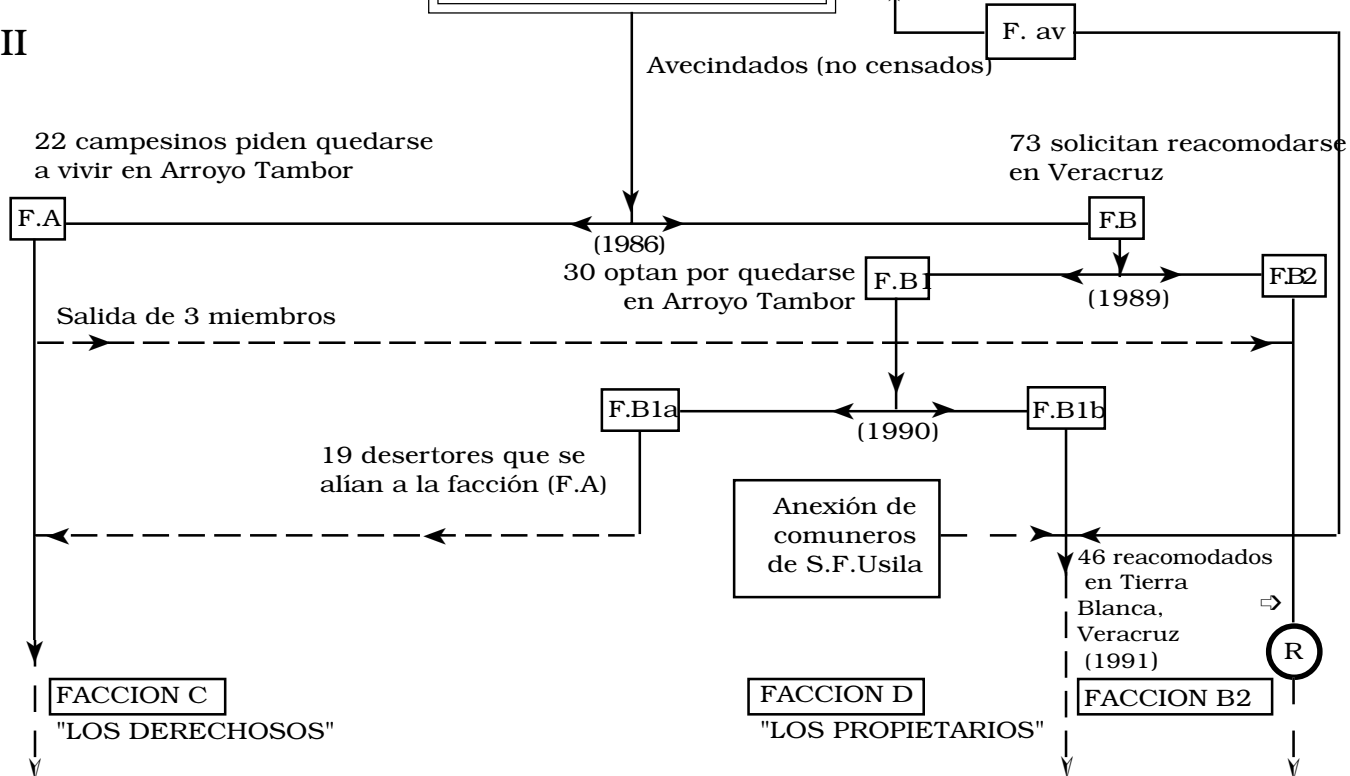 II
F. av
Avecindados (no censados)
22 campesinos piden quedarse
a vivir en Arroyo Tambor
73 solicitan reacomodarse
en Veracruz
F.A
F.B
(1986)
30 optan por quedarse
en Arroyo Tambor
F.B1
F.B2
(1989)
Salida de 3 miembros
F.B1a
F.B1b
(1990)
19 desertores que se
alían a la facción (F.A)
Anexión de
comuneros
de S.F.Usila
46 reacomodados
en Tierra
Blanca,
Veracruz
(1991)
R
FACCION C
"LOS DERECHOSOS"
FACCION D
"LOS PROPIETARIOS"
FACCION B2